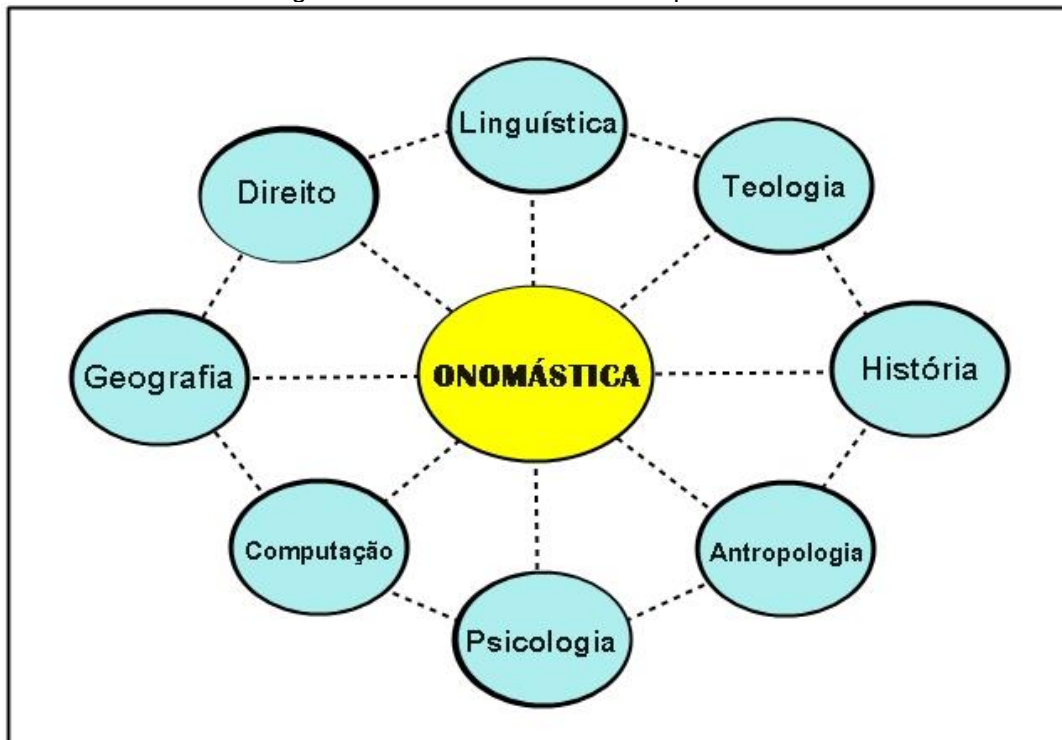 Linguística
Direito
Teologia
Geografia
ONOMÁSTICA
História
Computação
Antropologia
Psicologia